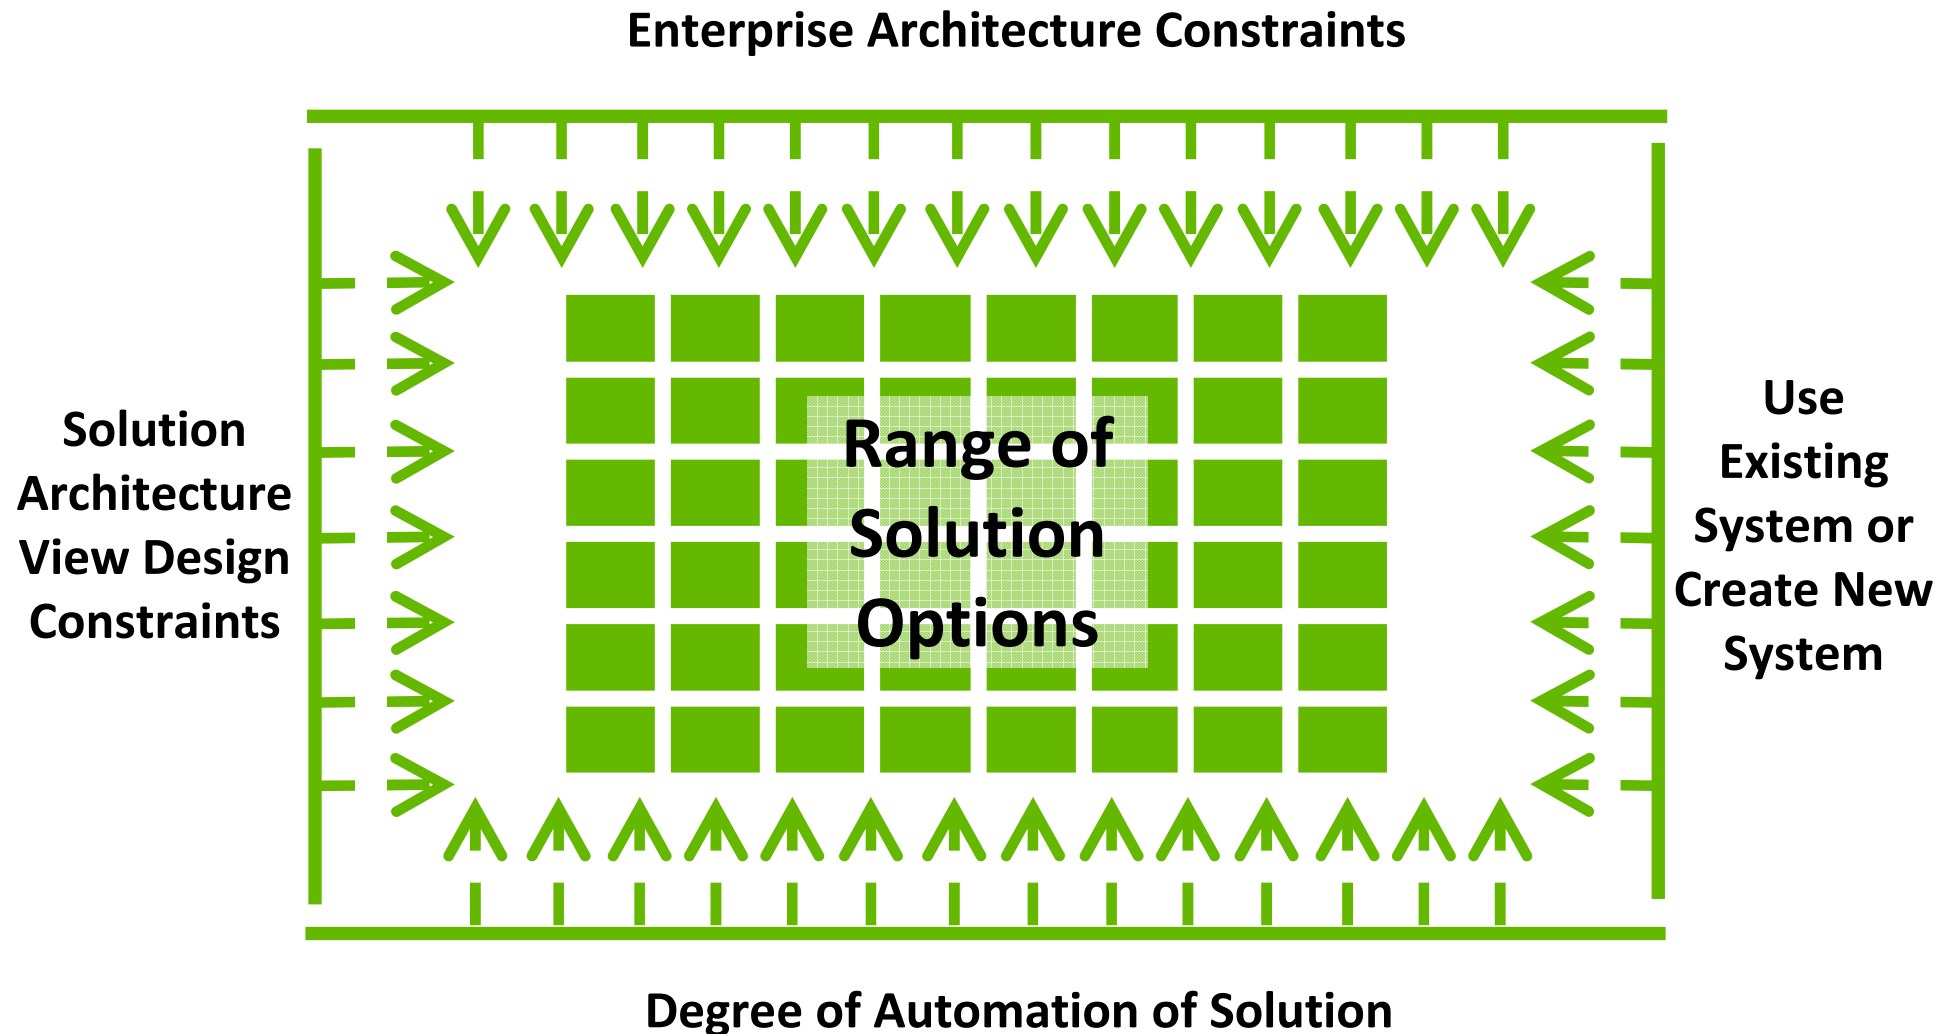 Enterprise Architecture Constraints
Solution
Architecture
View Design
Constraints
Range of
Solution
Options
Use
Existing
System or
Create New
System
Degree of Automation of Solution